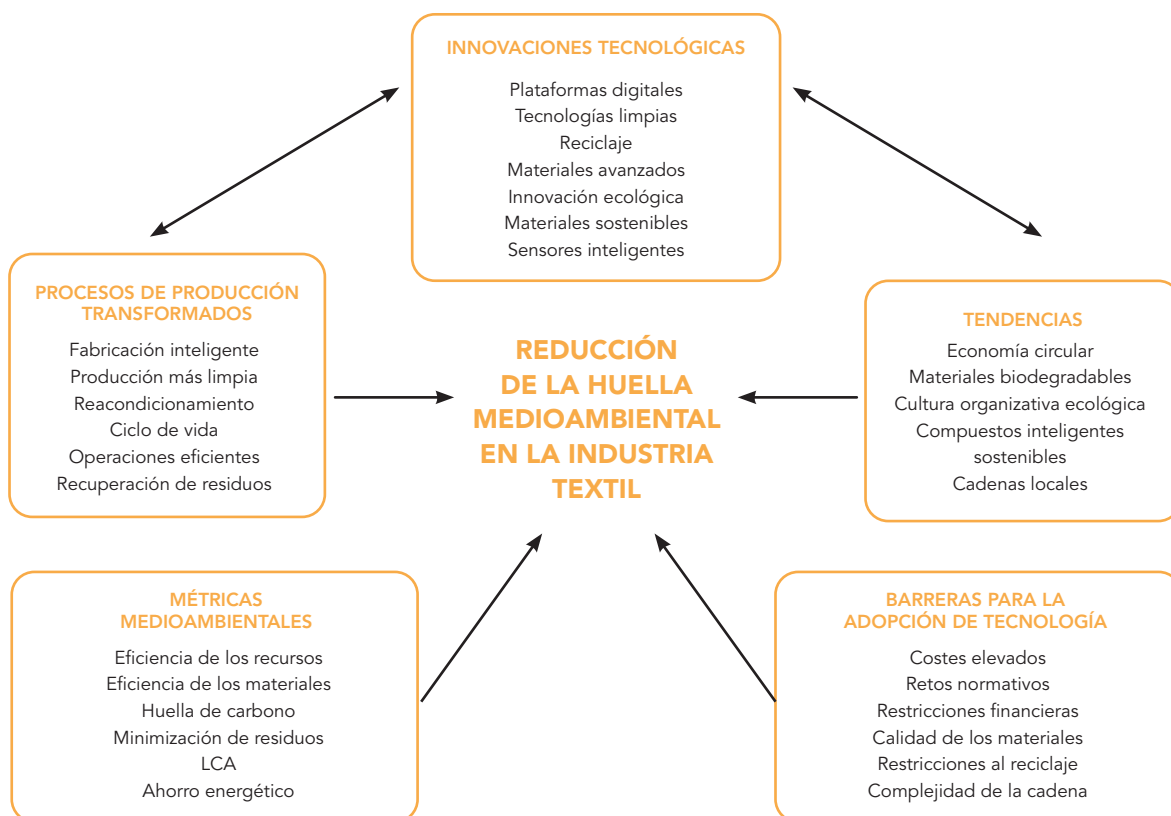 INNOVACIONES TECNOLÓGICAS
Plataformas digitales
Tecnologías limpias
Reciclaje
Materiales avanzados
Innovación ecológica
Materiales sostenibles
Sensores inteligentes
PROCESOS DE PRODUCCIÓN
TRANSFORMADOS
Fabricación inteligente
Producción más limpia
Reacondicionamiento
Ciclo de vida
Operaciones eficientes
Recuperación de residuos
REDUCCIÓN
DE LA HUELLA
MEDIOAMBIENTAL
EN LA INDUSTRIA
TEXTIL
TENDENCIAS
Economía circular
Materiales biodegradables
Cultura organizativa ecológica
Compuestos inteligentes
sostenibles
Cadenas locales
MÉTRICAS
MEDIOAMBIENTALES
Eficiencia de los recursos
Eficiencia de los materiales
Huella de carbono
Minimización de residuos
LCA
Ahorro energético
BARRERAS PARA LA
ADOPCIÓN DE TECNOLOGÍA
Costes elevados
Retos normativos
Restricciones financieras
Calidad de los materiales
Restricciones al reciclaje
Complejidad de la cadena